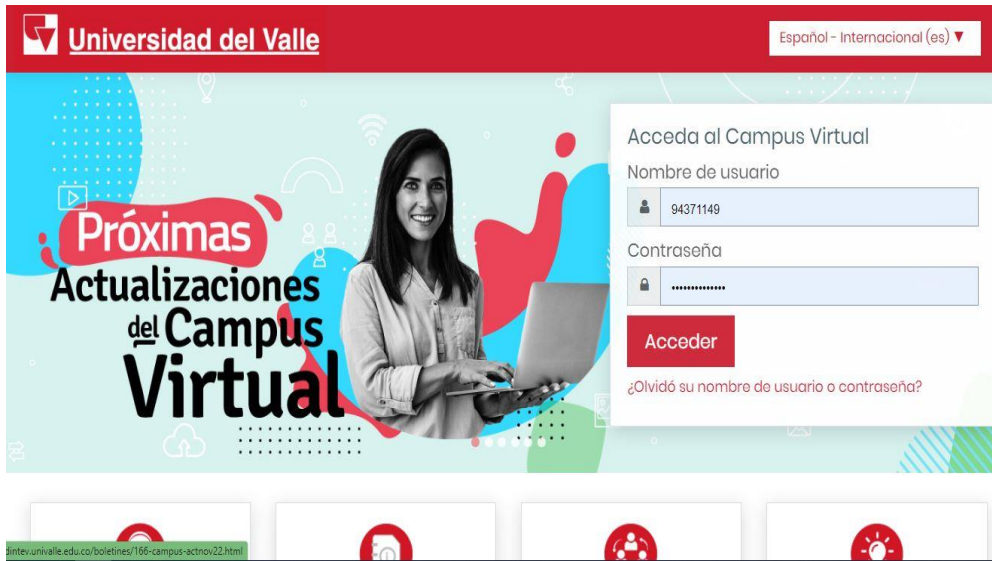 Universidad del Valle
Español - Internacional (es) ▼
Próximas
Actualizaciones
del Campus
Virtual
Acceda al Campus Virtual
Nombre de usuario
94371149
Contraseña
••••••••••••••
Acceder
¿Olvidó su nombre de usuario o contraseña?
dintev.univalle.edu.co/boletines/166-campus-actnov22.html